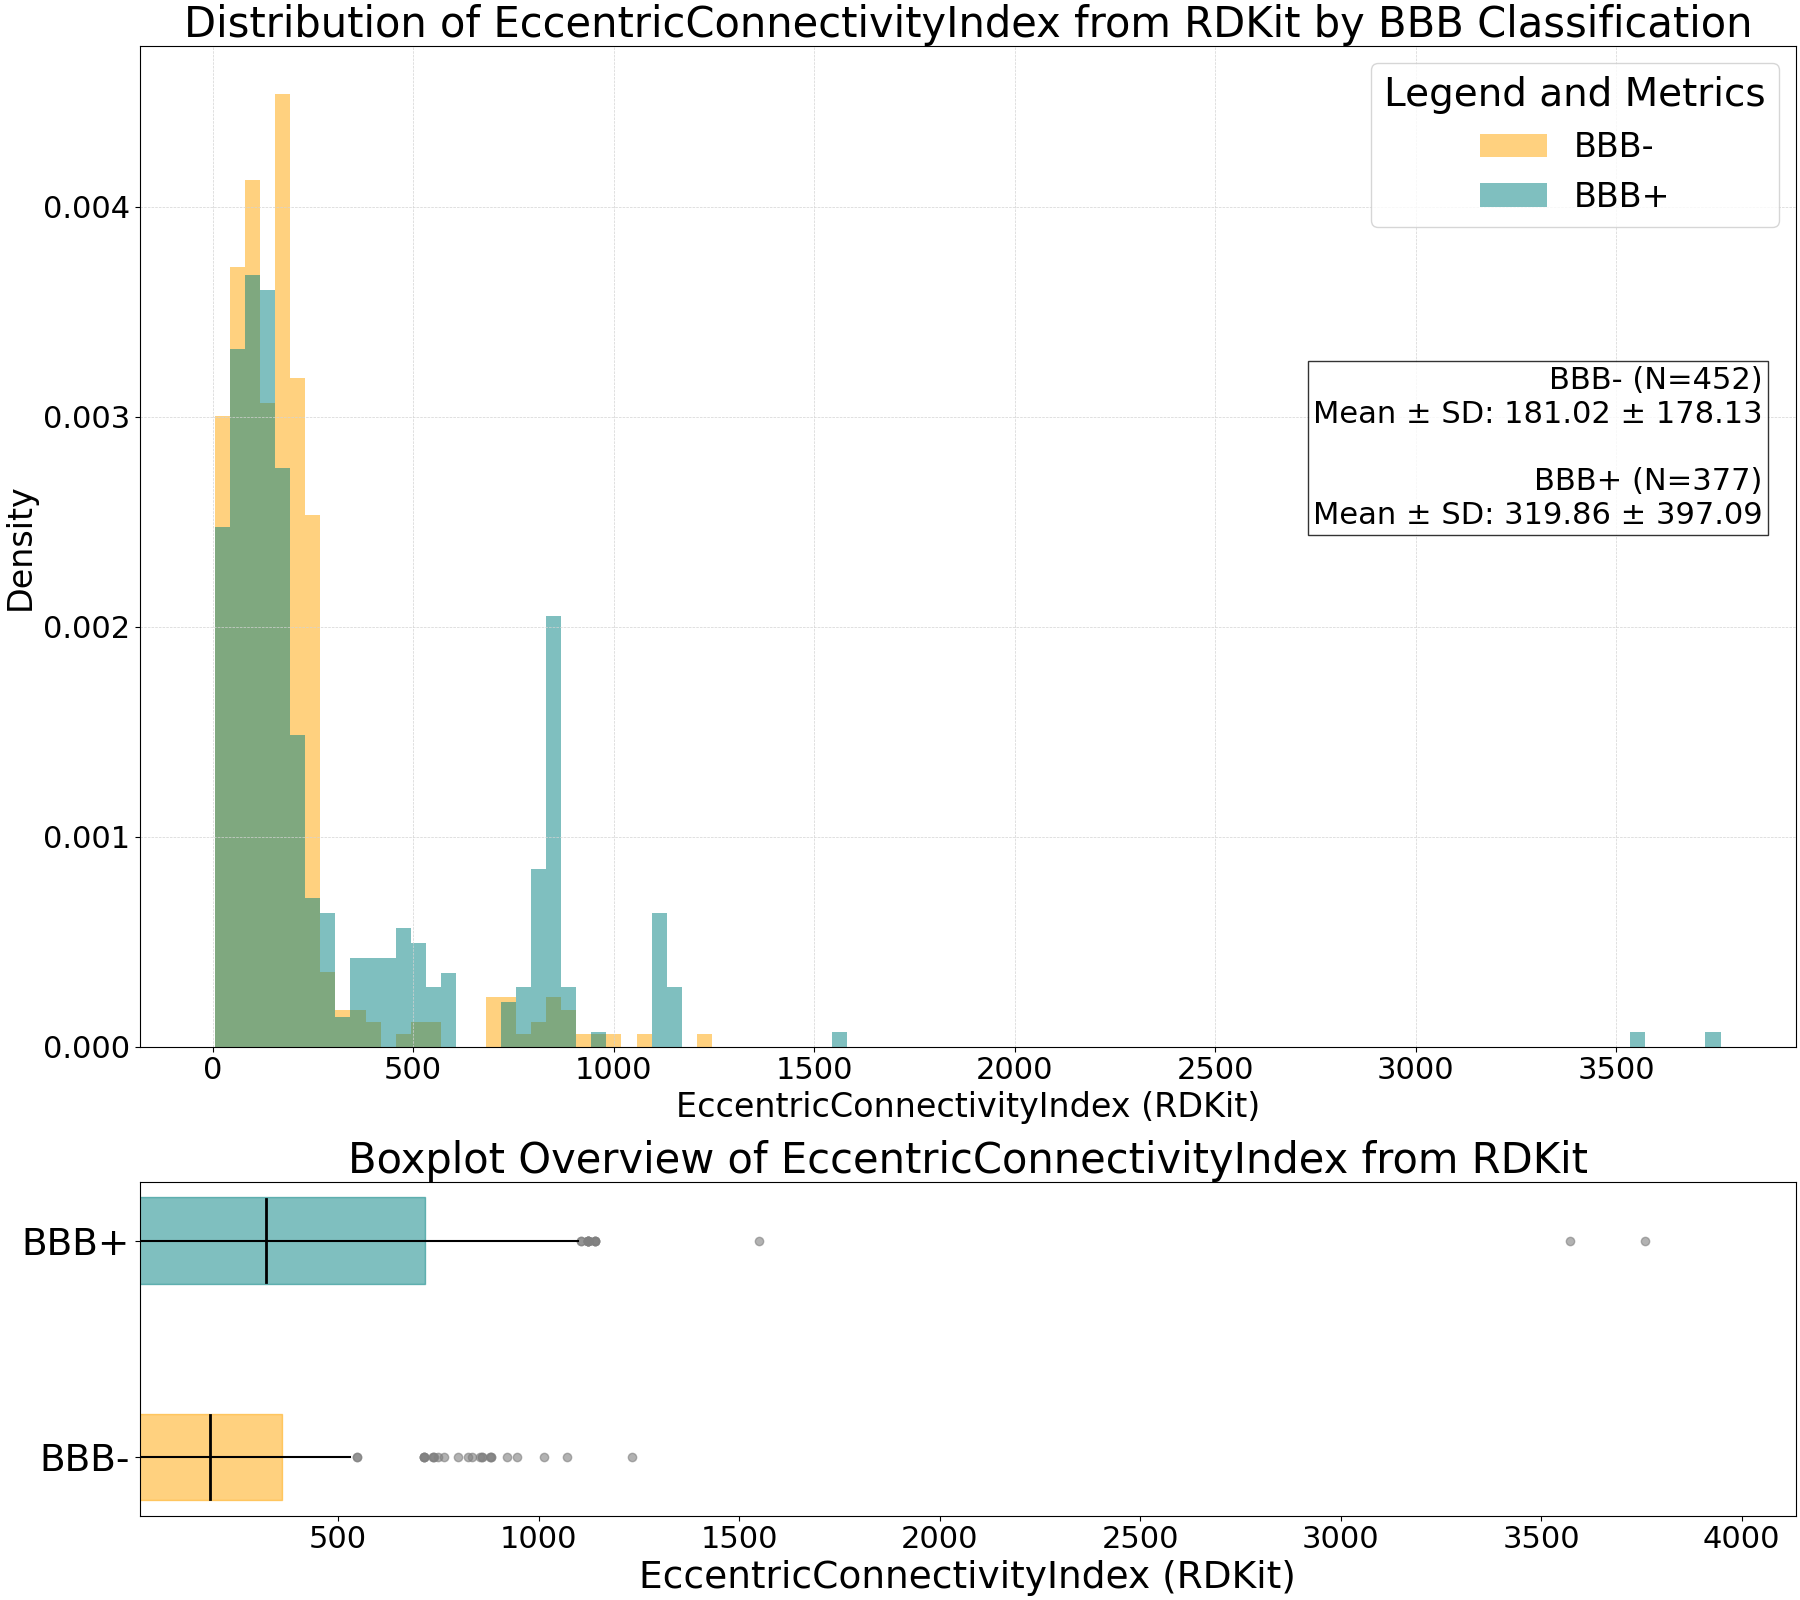 Distribution of EccentricConnectivityIndex from RDKit by BBB Classification
Legend and Metrics
BBB-
BBB+
BBB- (N=452)
Mean ± SD: 181.02 ± 178.13
BBB+ (N=377)
Mean ± SD: 319.86 ± 397.09
Density
0.004
0.003
0.002
0.001
0.000
0 500 1000 1500 2000 2500 3000 3500
EccentricConnectivityIndex (RDKit)
Boxplot Overview of EccentricConnectivityIndex from RDKit
BBB+
BBB-
500 1000 1500 2000 2500 3000 3500 4000
EccentricConnectivityIndex (RDKit)